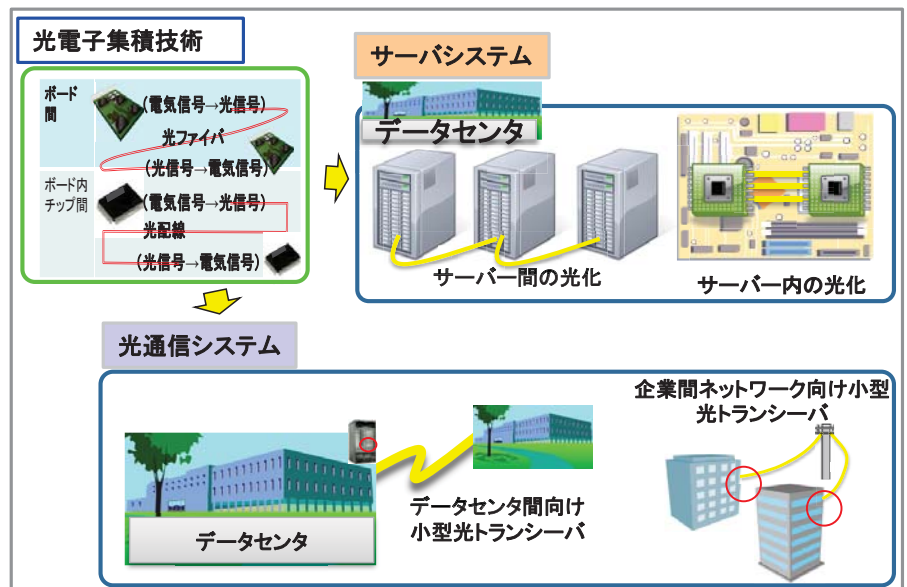 光電子集積技術
ボード
間
(電気信号→光信号)
光ファイバ
(光信号→電気信号)
ボード内
チップ間
(電気信号→光信号)
光配線
(光信号→電気信号)
サーバシステム
データセンタ
サーバー間の光化
サーバー内の光化
光通信システム
データセンタ
データセンタ間向け
小型光トランシーバ
企業間ネットワーク向け小型
光トランシーバ